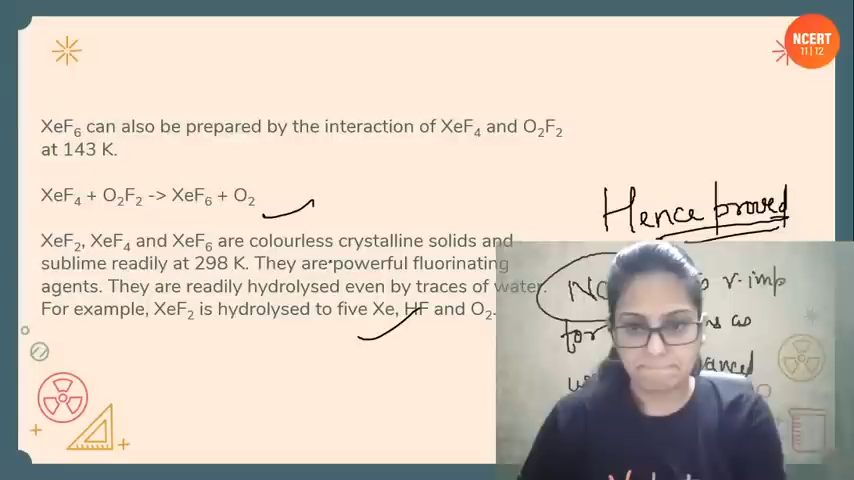 NCERT
11|12
XeF₆ can also be prepared by the interaction of XeF₄ and O₂F₂
at 143 K.
XeF₄ + O₂F₂ -> XeF₆ + O₂
Hence proved
XeF₂, XeF₄ and XeF₆ are colourless crystalline solids and
sublime readily at 298 K. They are powerful fluorinating
agents. They are readily hydrolysed even by traces of water.
For example, XeF₂ is hydrolysed to five Xe, HF and O₂.
v.imp
for
as